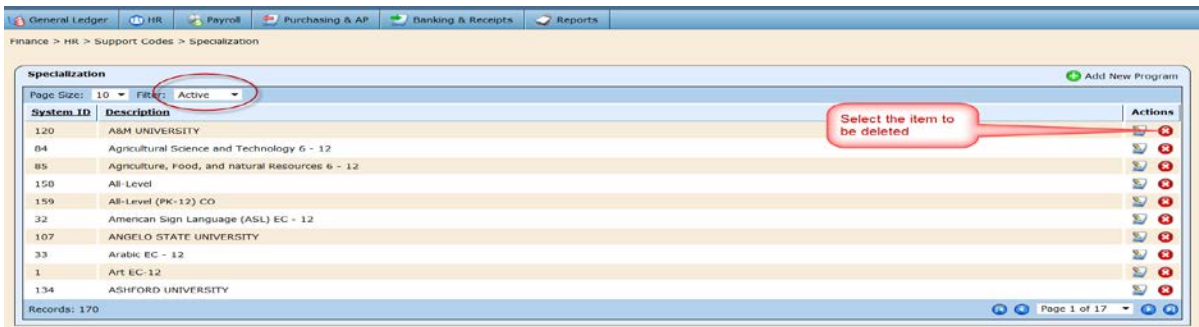 General Ledger HR Payroll Purchasing & AP Banking & Receipts Reports
Finance > HR > Support Codes > Specialization
Specialization Add New Program
Page Size: 10 Filter: Active
System ID Description Actions
Select the item to
be deleted
120 A&M UNIVERSITY
84 Agricultural Science and Technology 6 - 12
85 Agriculture, Food, and natural Resources 6 - 12
158 All-Level
159 All-Level (PK-12) CO
32 American Sign Language (ASL) EC - 12
107 ANGELO STATE UNIVERSITY
33 Arabic EC - 12
1 Art EC-12
134 ASHFORD UNIVERSITY
Records: 170 Page 1 of 17